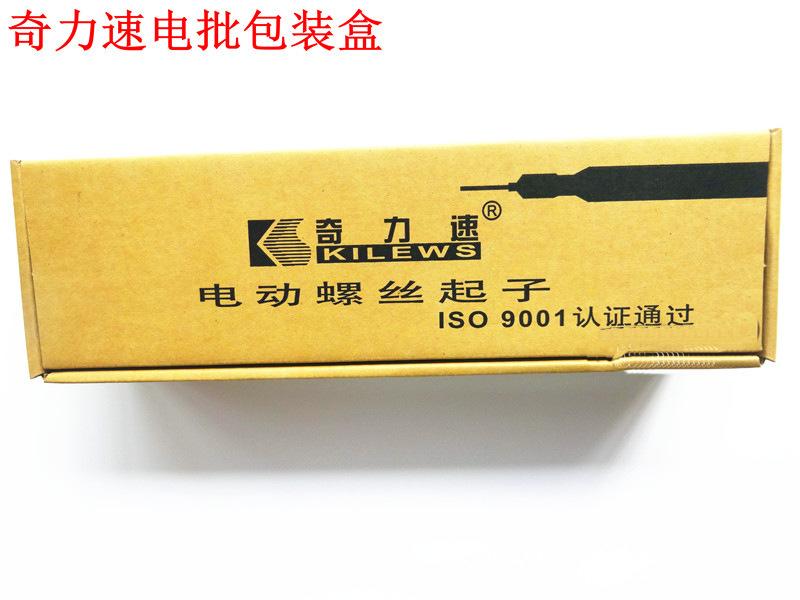 奇力速电批包装盒
奇力速®
KILEWS
电动螺丝起子
ISO 9001认证通过